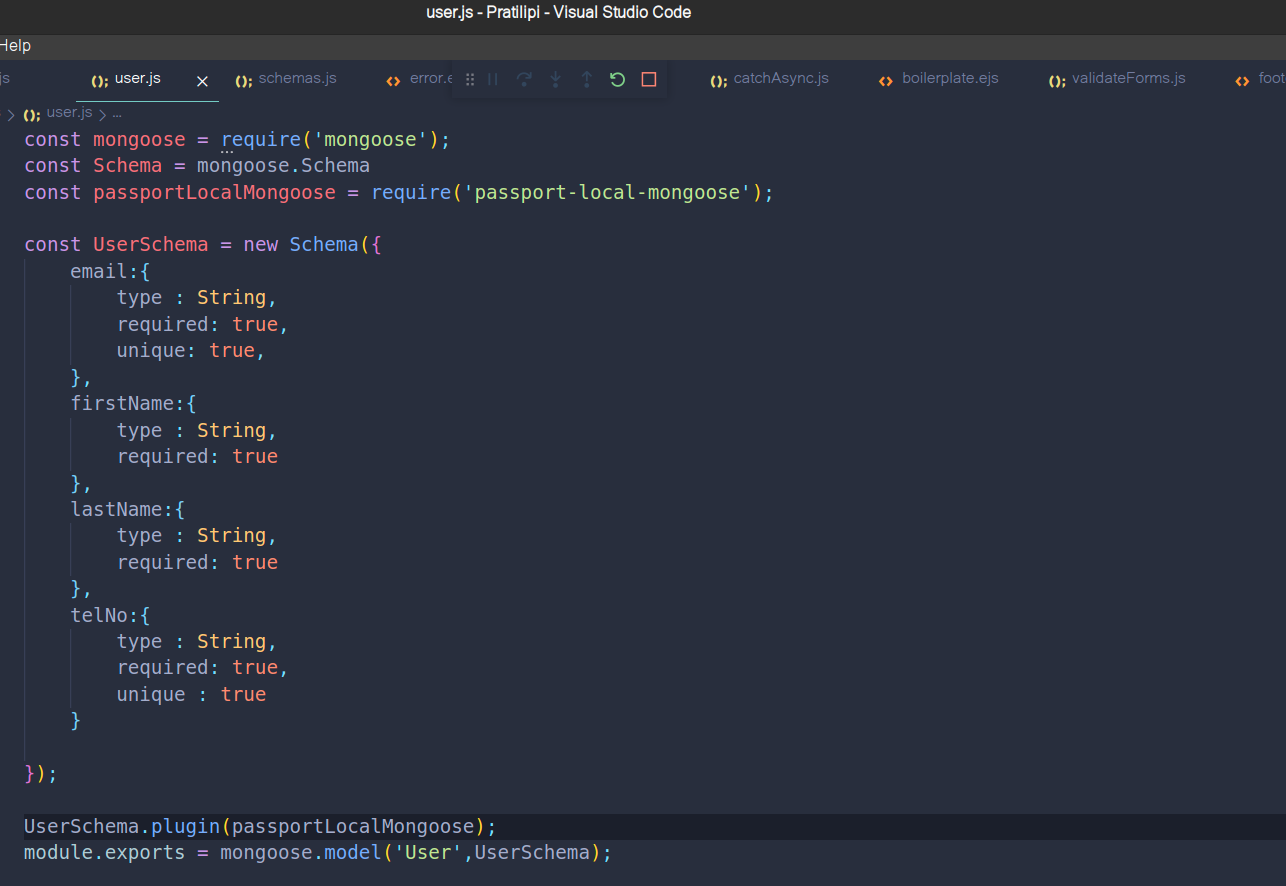 user.js - Pratilipi - Visual Studio Code
Help
js
(); user.js
(); schemas.js
<> error.e
(); catchAsync.js
<> boilerplate.ejs
(); validateForms.js
<> foot
> (); user.js > ...
const mongoose = require('mongoose');
const Schema = mongoose.Schema
const passportLocalMongoose = require('passport-local-mongoose');
const UserSchema = new Schema({
    email:{
        type : String,
        required: true,
        unique: true,
    },
    firstName:{
        type : String,
        required: true
    },
    lastName:{
        type : String,
        required: true
    },
    telNo:{
        type : String,
        required: true,
        unique : true
    }
});
UserSchema.plugin(passportLocalMongoose);
module.exports = mongoose.model('User',UserSchema);